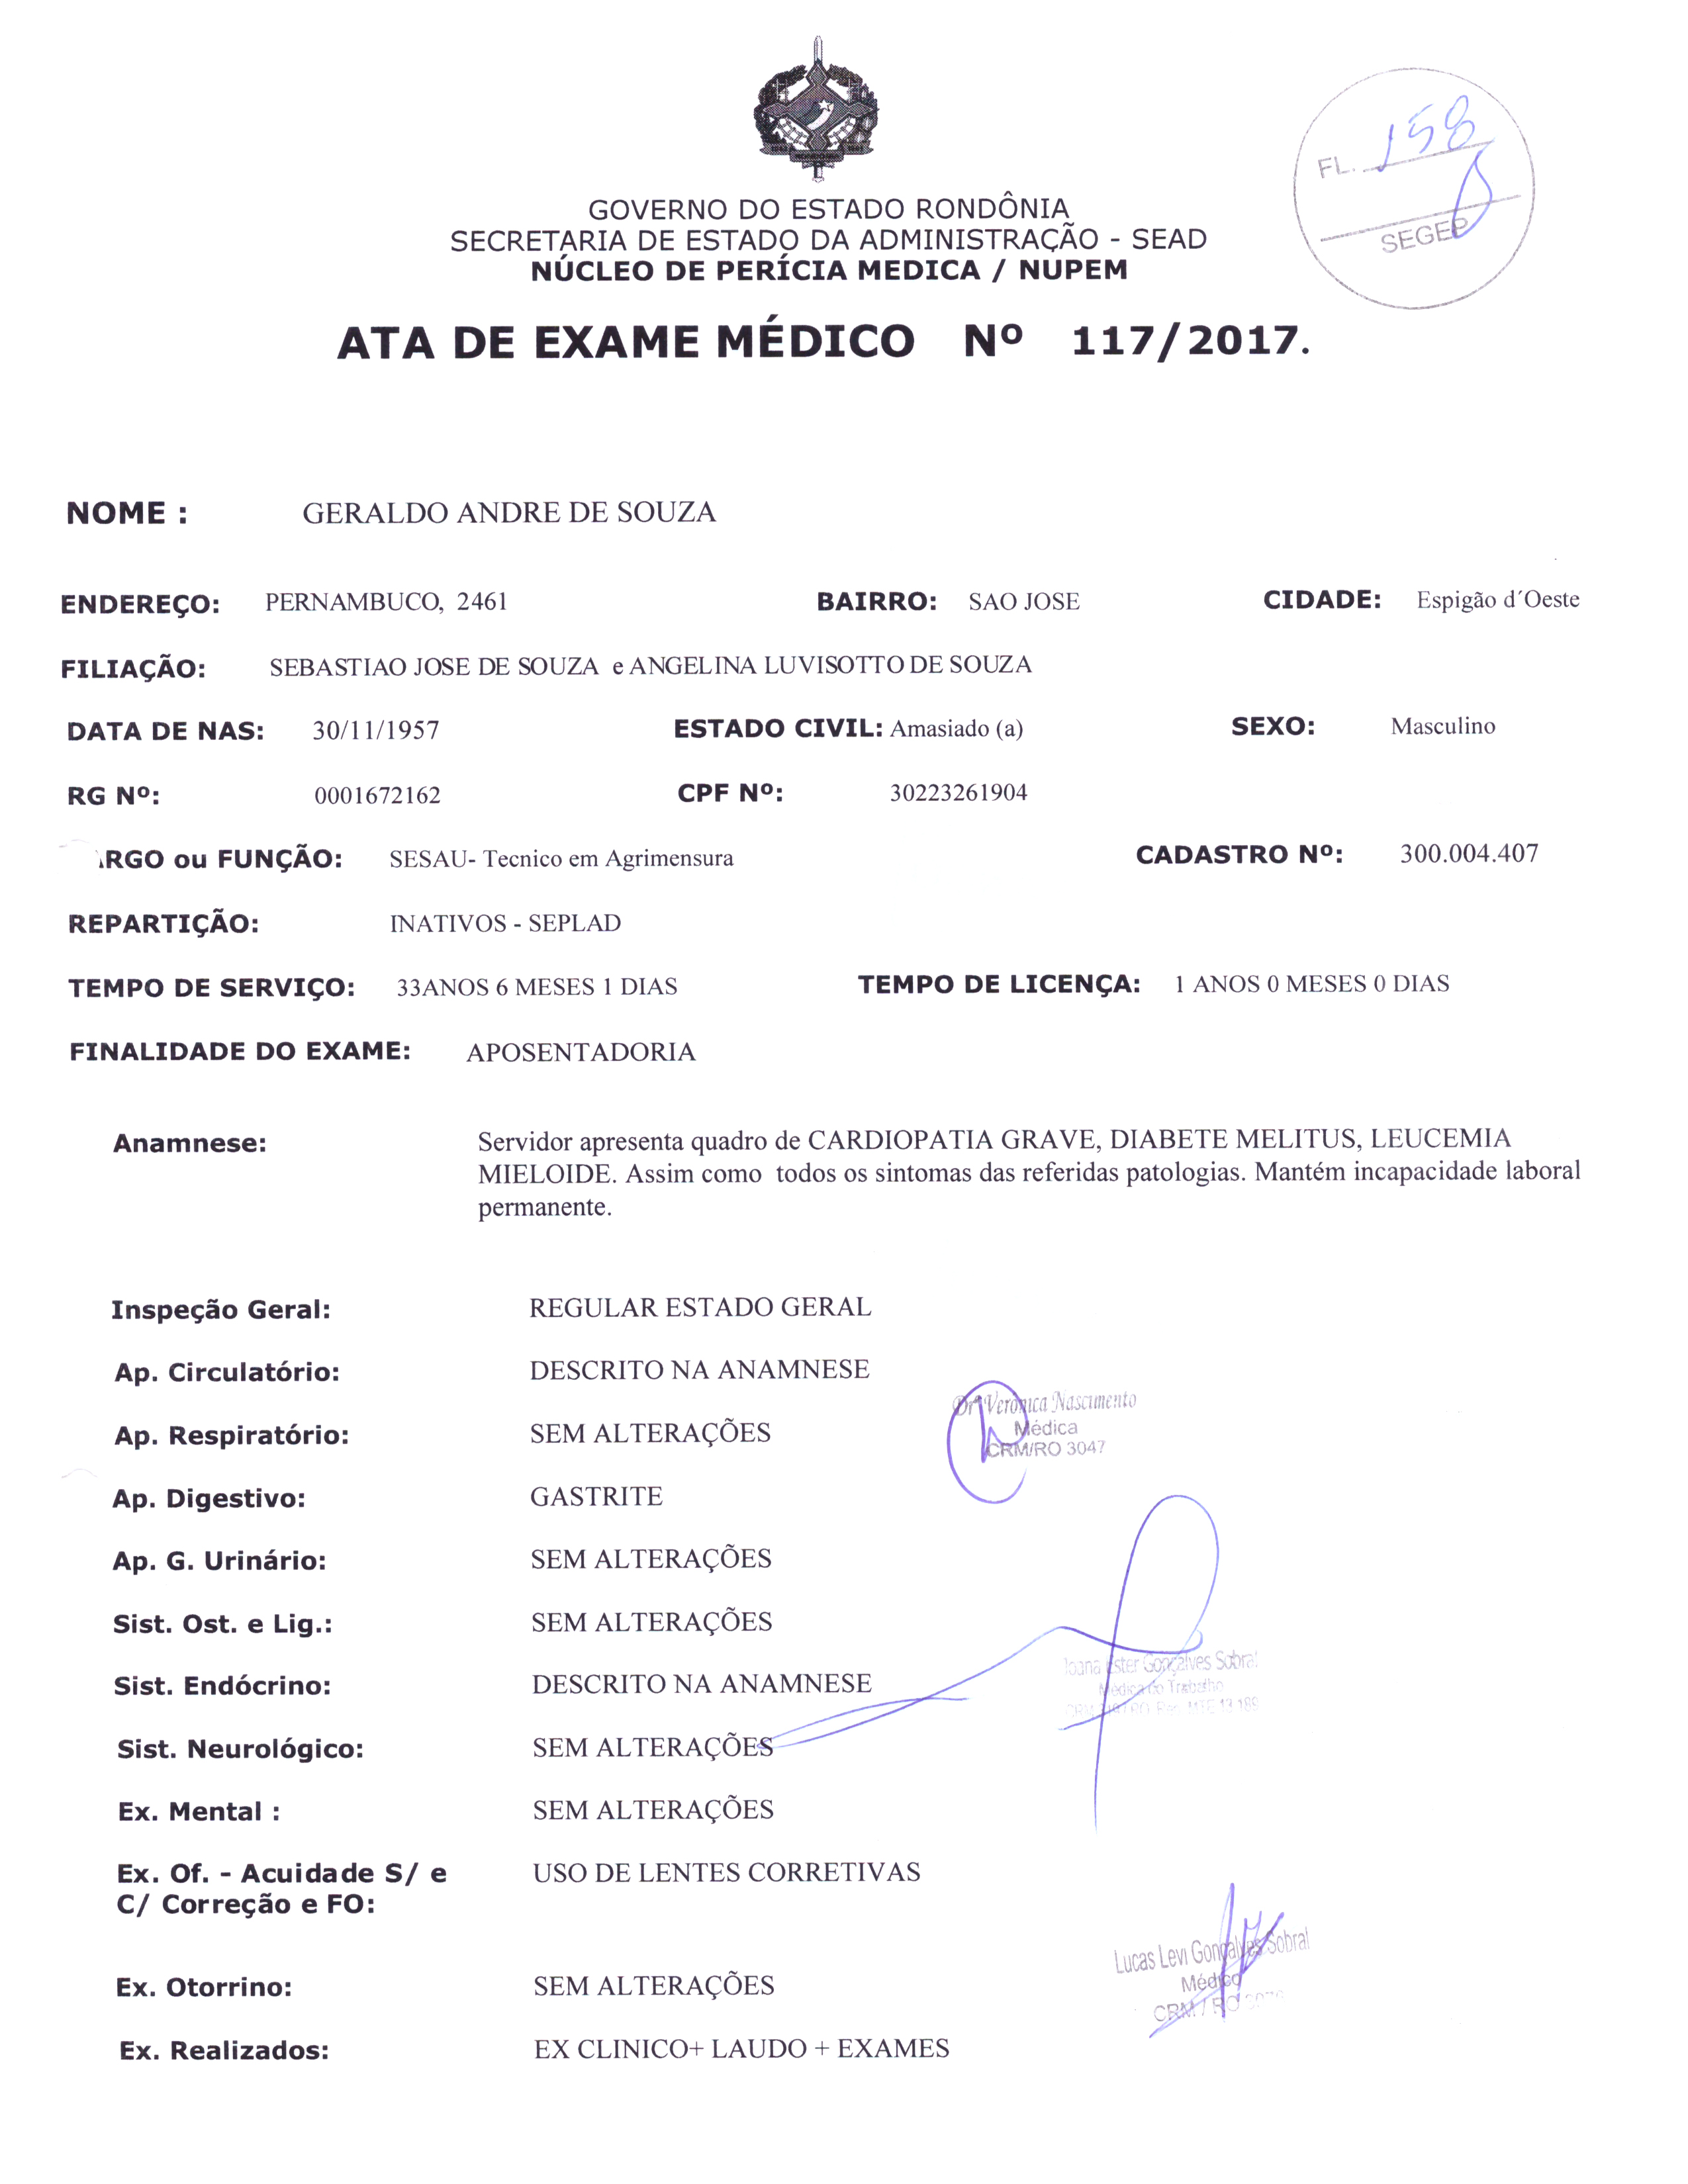 FL. 158
SEGEP
GOVERNO DO ESTADO RONDÔNIA
SECRETARIA DE ESTADO DA ADMINISTRAÇÃO - SEAD
NÚCLEO DE PERÍCIA MEDICA / NUPEM
ATA DE EXAME MÉDICO Nº 117/2017.
NOME : GERALDO ANDRE DE SOUZA
ENDEREÇO: PERNAMBUCO, 2461 BAIRRO: SAO JOSE CIDADE: Espigão d´Oeste
FILIAÇÃO: SEBASTIAO JOSE DE SOUZA e ANGELINA LUVISOTTO DE SOUZA
DATA DE NAS: 30/11/1957 ESTADO CIVIL: Amasiado (a) SEXO: Masculino
RG Nº: 0001672162 CPF Nº: 30223261904
ARGO ou FUNÇÃO: SESAU- Tecnico em Agrimensura CADASTRO Nº: 300.004.407
REPARTIÇÃO: INATIVOS - SEPLAD
TEMPO DE SERVIÇO: 33ANOS 6 MESES 1 DIAS TEMPO DE LICENÇA: 1 ANOS 0 MESES 0 DIAS
FINALIDADE DO EXAME: APOSENTADORIA
Anamnese: Servidor apresenta quadro de CARDIOPATIA GRAVE, DIABETE MELITUS, LEUCEMIA
MIELOIDE. Assim como todos os sintomas das referidas patologias. Mantém incapacidade laboral
permanente.
Inspeção Geral: REGULAR ESTADO GERAL
Ap. Circulatório: DESCRITO NA ANAMNESE
Drª Veronica Nascimento
Médica
CRM/RO 3047
Ap. Respiratório: SEM ALTERAÇÕES
Ap. Digestivo: GASTRITE
Ap. G. Urinário: SEM ALTERAÇÕES
Sist. Ost. e Lig.: SEM ALTERAÇÕES
Joana Ester Gonçalves Sobral
Médica do Trabalho
Sist. Endócrino: DESCRITO NA ANAMNESE
Sist. Neurológico: SEM ALTERAÇÕES
Ex. Mental : SEM ALTERAÇÕES
Ex. Of. - Acuidade S/ e USO DE LENTES CORRETIVAS
C/ Correção e FO:
Lucas Levi Gonçalves Sobral
Médico
CRM / RO
Ex. Otorrino: SEM ALTERAÇÕES
Ex. Realizados: EX CLINICO+ LAUDO + EXAMES